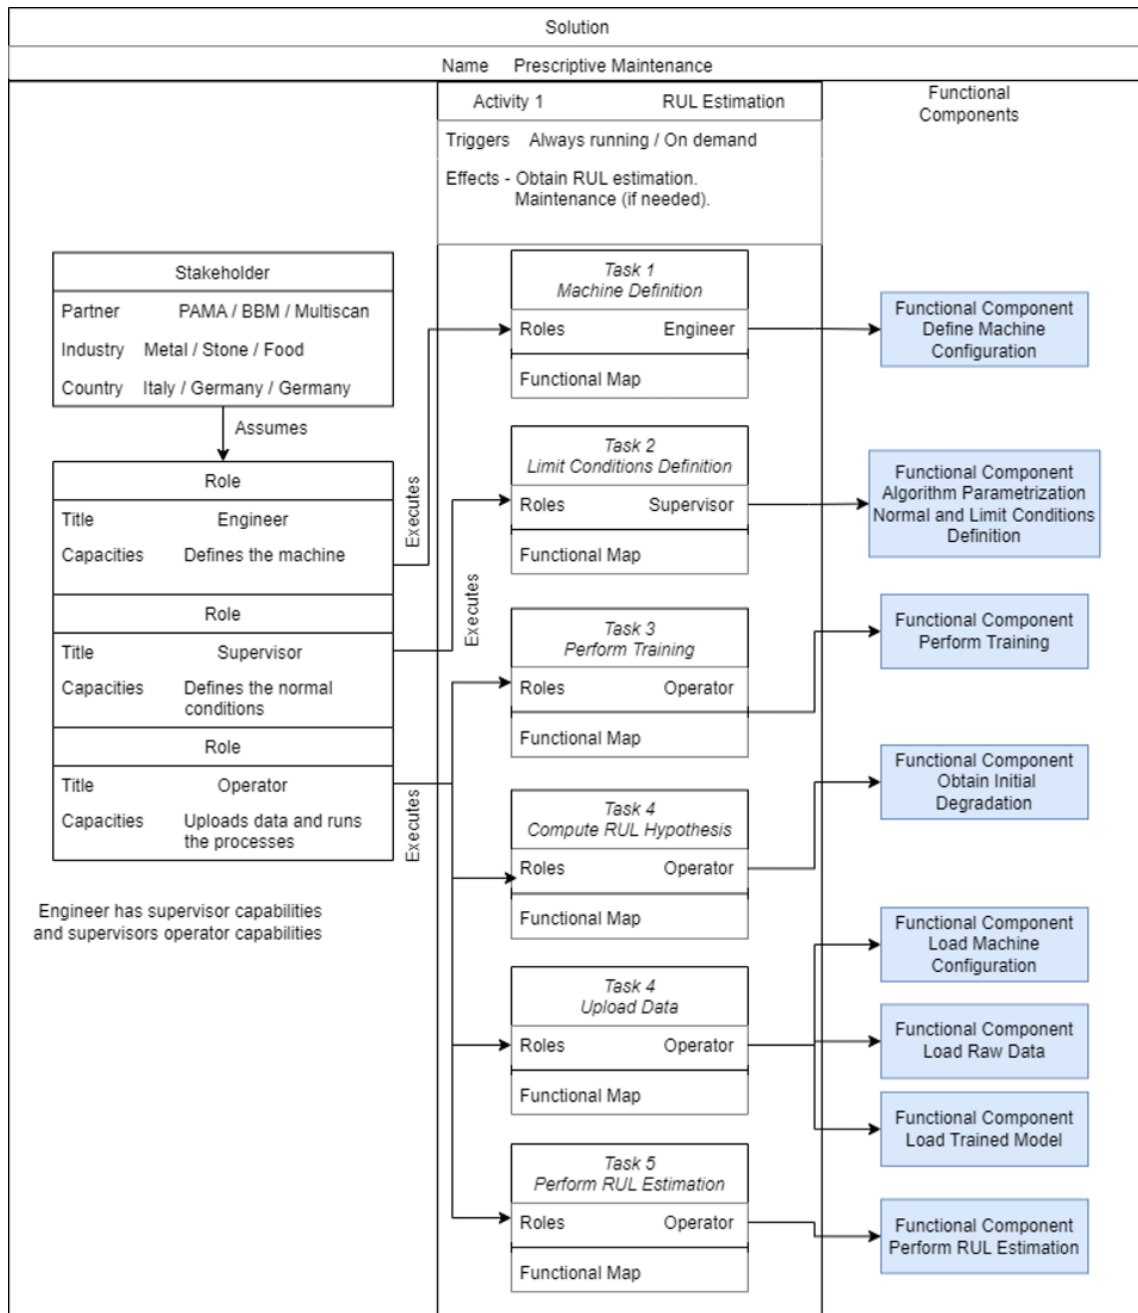 Solution
Name Prescriptive Maintenance
Activity 1 RUL Estimation
Triggers Always running / On demand
Effects - Obtain RUL estimation.
Maintenance (if needed).
Functional
Components
Stakeholder
Partner PAMA / BBM / Multiscan
Industry Metal / Stone / Food
Country Italy / Germany / Germany
Assumes
Role
Title Engineer
Capacities Defines the machine
Role
Title Supervisor
Capacities Defines the normal
conditions
Role
Title Operator
Capacities Uploads data and runs
the processes
Engineer has supervisor capabilities
and supervisors operator capabilities
Executes
Executes
Executes
Task 1
Machine Definition
Roles Engineer
Functional Map
Task 2
Limit Conditions Definition
Roles Supervisor
Functional Map
Task 3
Perform Training
Roles Operator
Functional Map
Task 4
Compute RUL Hypothesis
Roles Operator
Functional Map
Task 4
Upload Data
Roles Operator
Functional Map
Task 5
Perform RUL Estimation
Roles Operator
Functional Map
Functional Component
Define Machine
Configuration
Functional Component
Algorithm Parametrization
Normal and Limit Conditions
Definition
Functional Component
Perform Training
Functional Component
Obtain Initial
Degradation
Functional Component
Load Machine
Configuration
Functional Component
Load Raw Data
Functional Component
Load Trained Model
Functional Component
Perform RUL Estimation